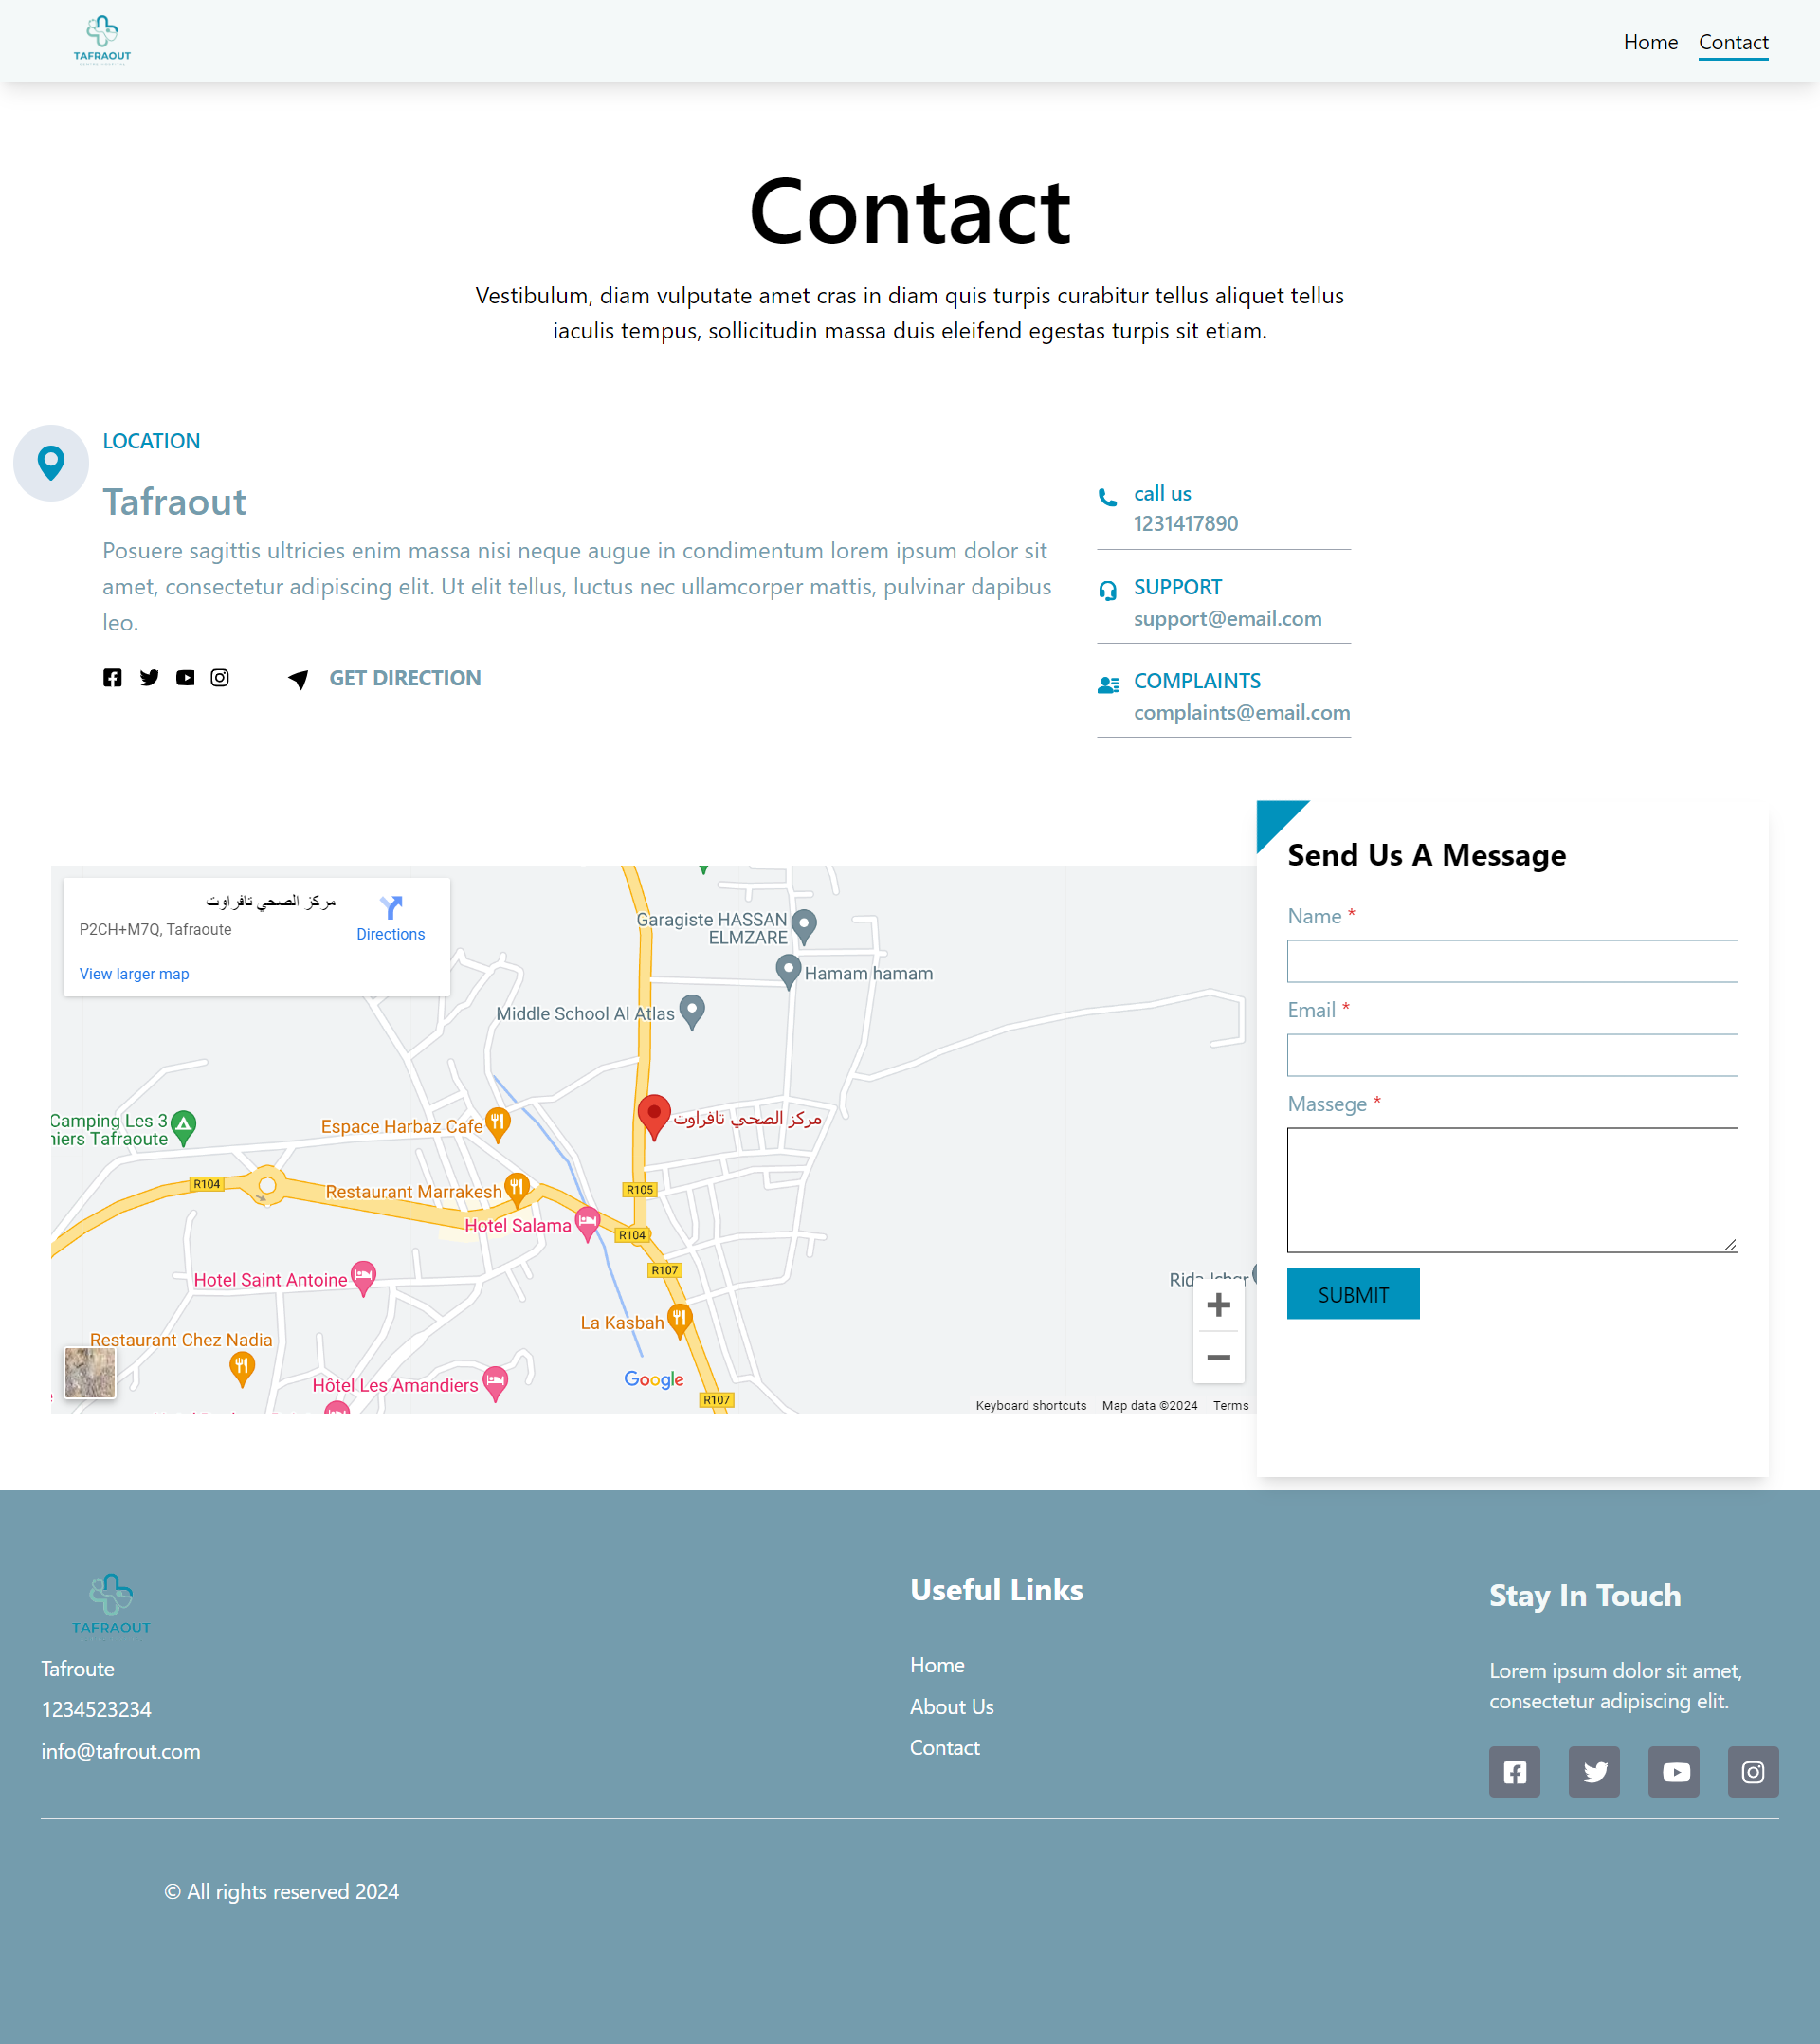 TAFRAOUT
CENTRE HOSPITAL
Home
Contact
Contact
Vestibulum, diam vulputate amet cras in diam quis turpis curabitur tellus aliquet tellus
iaculis tempus, sollicitudin massa duis eleifend egestas turpis sit etiam.
LOCATION
Tafraout
Posuere sagittis ultricies enim massa nisi neque augue in condimentum lorem ipsum dolor sit
amet, consectetur adipiscing elit. Ut elit tellus, luctus nec ullamcorper mattis, pulvinar dapibus
leo.
GET DIRECTION
call us
1231417890
SUPPORT
support@email.com
COMPLAINTS
complaints@email.com
مركز الصحي تافراوت
P2CH+M7Q, Tafraoute
Directions
View larger map
Garagiste HASSAN
ELMZARE
Hamam hamam
Middle School Al Atlas
Camping Les 3
niers Tafraoute
Espace Harbaz Cafe
مركز الصحي تافراوت
R104
Restaurant Marrakesh
R105
Hotel Salama
R104
R107
Hotel Saint Antoine
La Kasbah
Restaurant Chez Nadia
Hôtel Les Amandiers
Google
R107
Keyboard shortcuts
Map data ©2024
Terms
Send Us A Message
Name *
Email *
Massege *
SUBMIT
TAFRAOUT
Tafroute
1234523234
info@tafrout.com
Useful Links
Home
About Us
Contact
Stay In Touch
Lorem ipsum dolor sit amet,
consectetur adipiscing elit.
© All rights reserved 2024